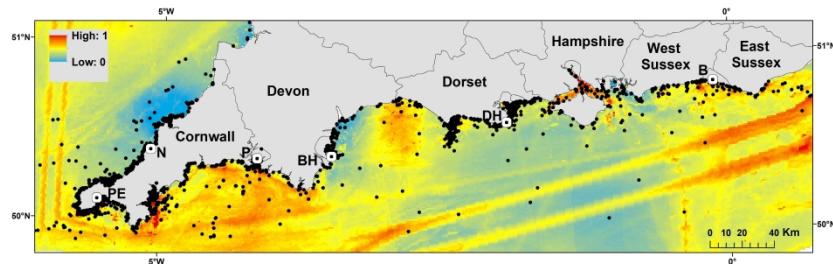 5°W
0°
51°N
High: 1
Low: 0
51°N
Hampshire
West
Sussex
East
Sussex
Devon
Dorset
B
DH
Cornwall
N
P
BH
PE
50°N
50°N
0 10 20 40 Km
5°W
0°